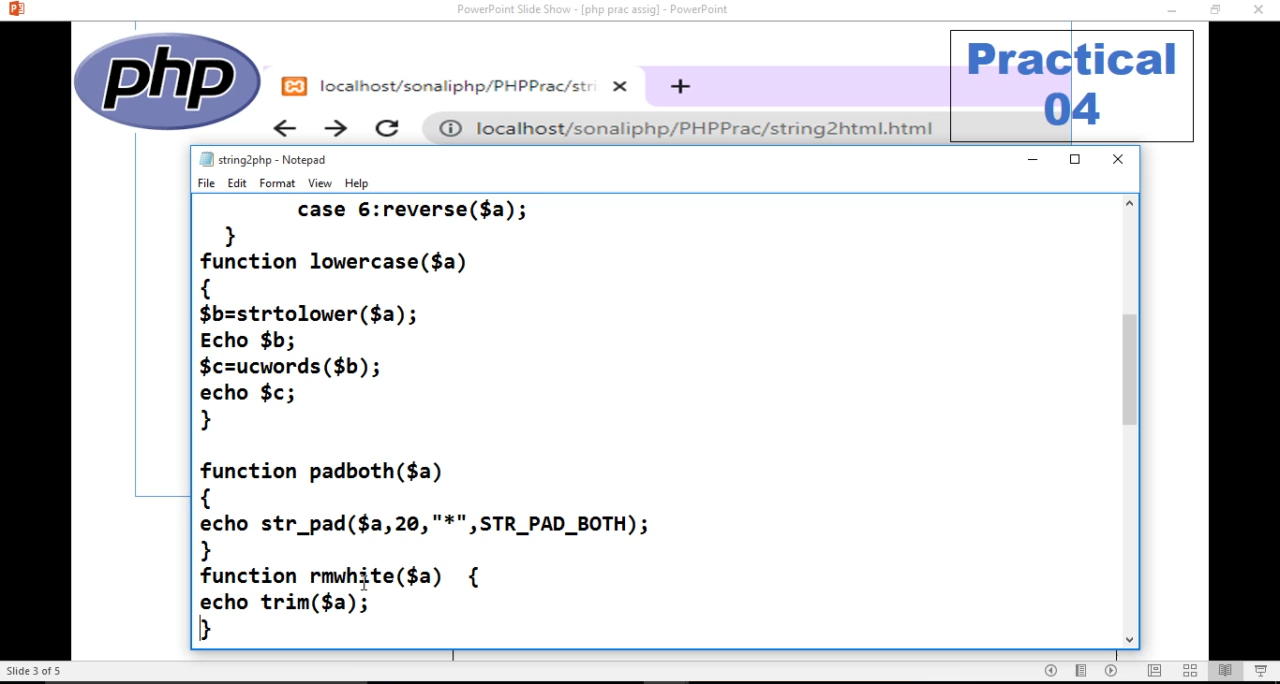 PowerPoint Slide Show - [php prac assig] - PowerPoint
php
Practical
04
localhost/sonaliphp/PHPPrac/stri
localhost/sonaliphp/PHPPrac/string2html.html
string2php - Notepad
File Edit Format View Help
case 6:reverse($a);
}
function lowercase($a)
{
$b=strtolower($a);
Echo $b;
$c=ucwords($b);
echo $c;
}
function padboth($a)
{
echo str_pad($a,20,"*",STR_PAD_BOTH);
}
function rmwhite($a) {
echo trim($a);
}
Slide 3 of 5